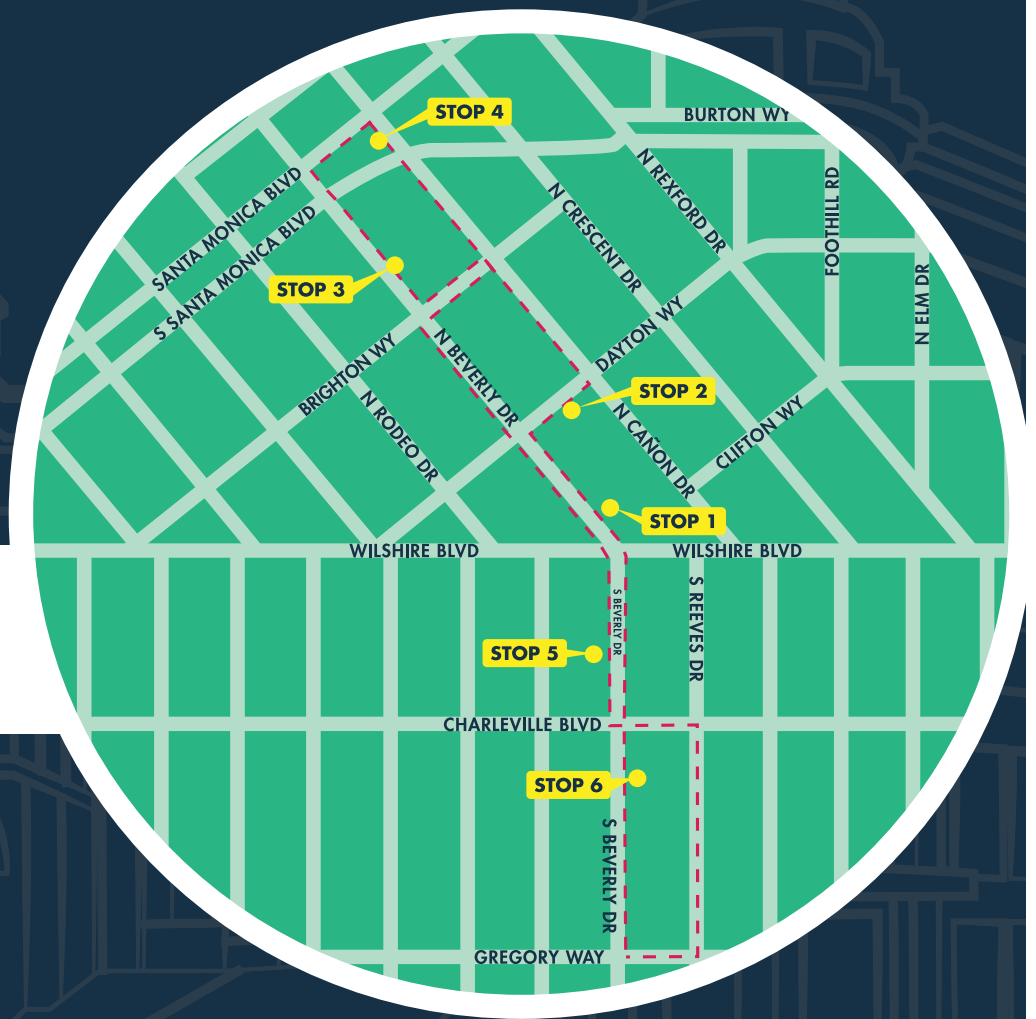 STOP 4
BURTON WY
N REXFORD DR
FOOTHILL RD
SANTA MONICA BLVD
N CRESCENT DR
S SANTA MONICA BLVD
STOP 3
N ELM DR
DAYTON WY
BRIGHTON WY
N BEVERLY DR
STOP 2
N RODEO DR
N CAÑON DR
CLIFTON WY
STOP 1
WILSHIRE BLVD
WILSHIRE BLVD
S BEVERLY DR
S REEVES DR
STOP 5
CHARLEVILLE BLVD
STOP 6
S BEVERLY DR
GREGORY WAY